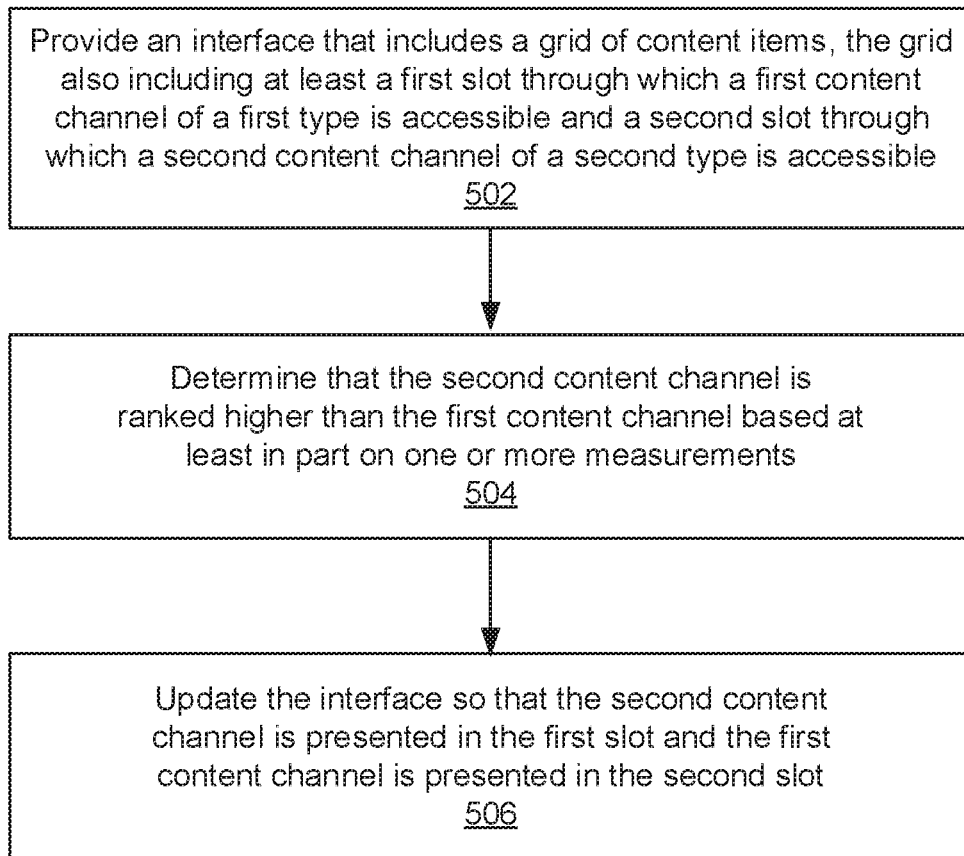 Provide an interface that includes a grid of content items, the grid
also including at least a first slot through which a first content
channel of a first type is accessible and a second slot through
which a second content channel of a second type is accessible
502
Determine that the second content channel is
ranked higher than the first content channel based at
least in part on one or more measurements
504
Update the interface so that the second content
channel is presented in the first slot and the first
content channel is presented in the second slot
506